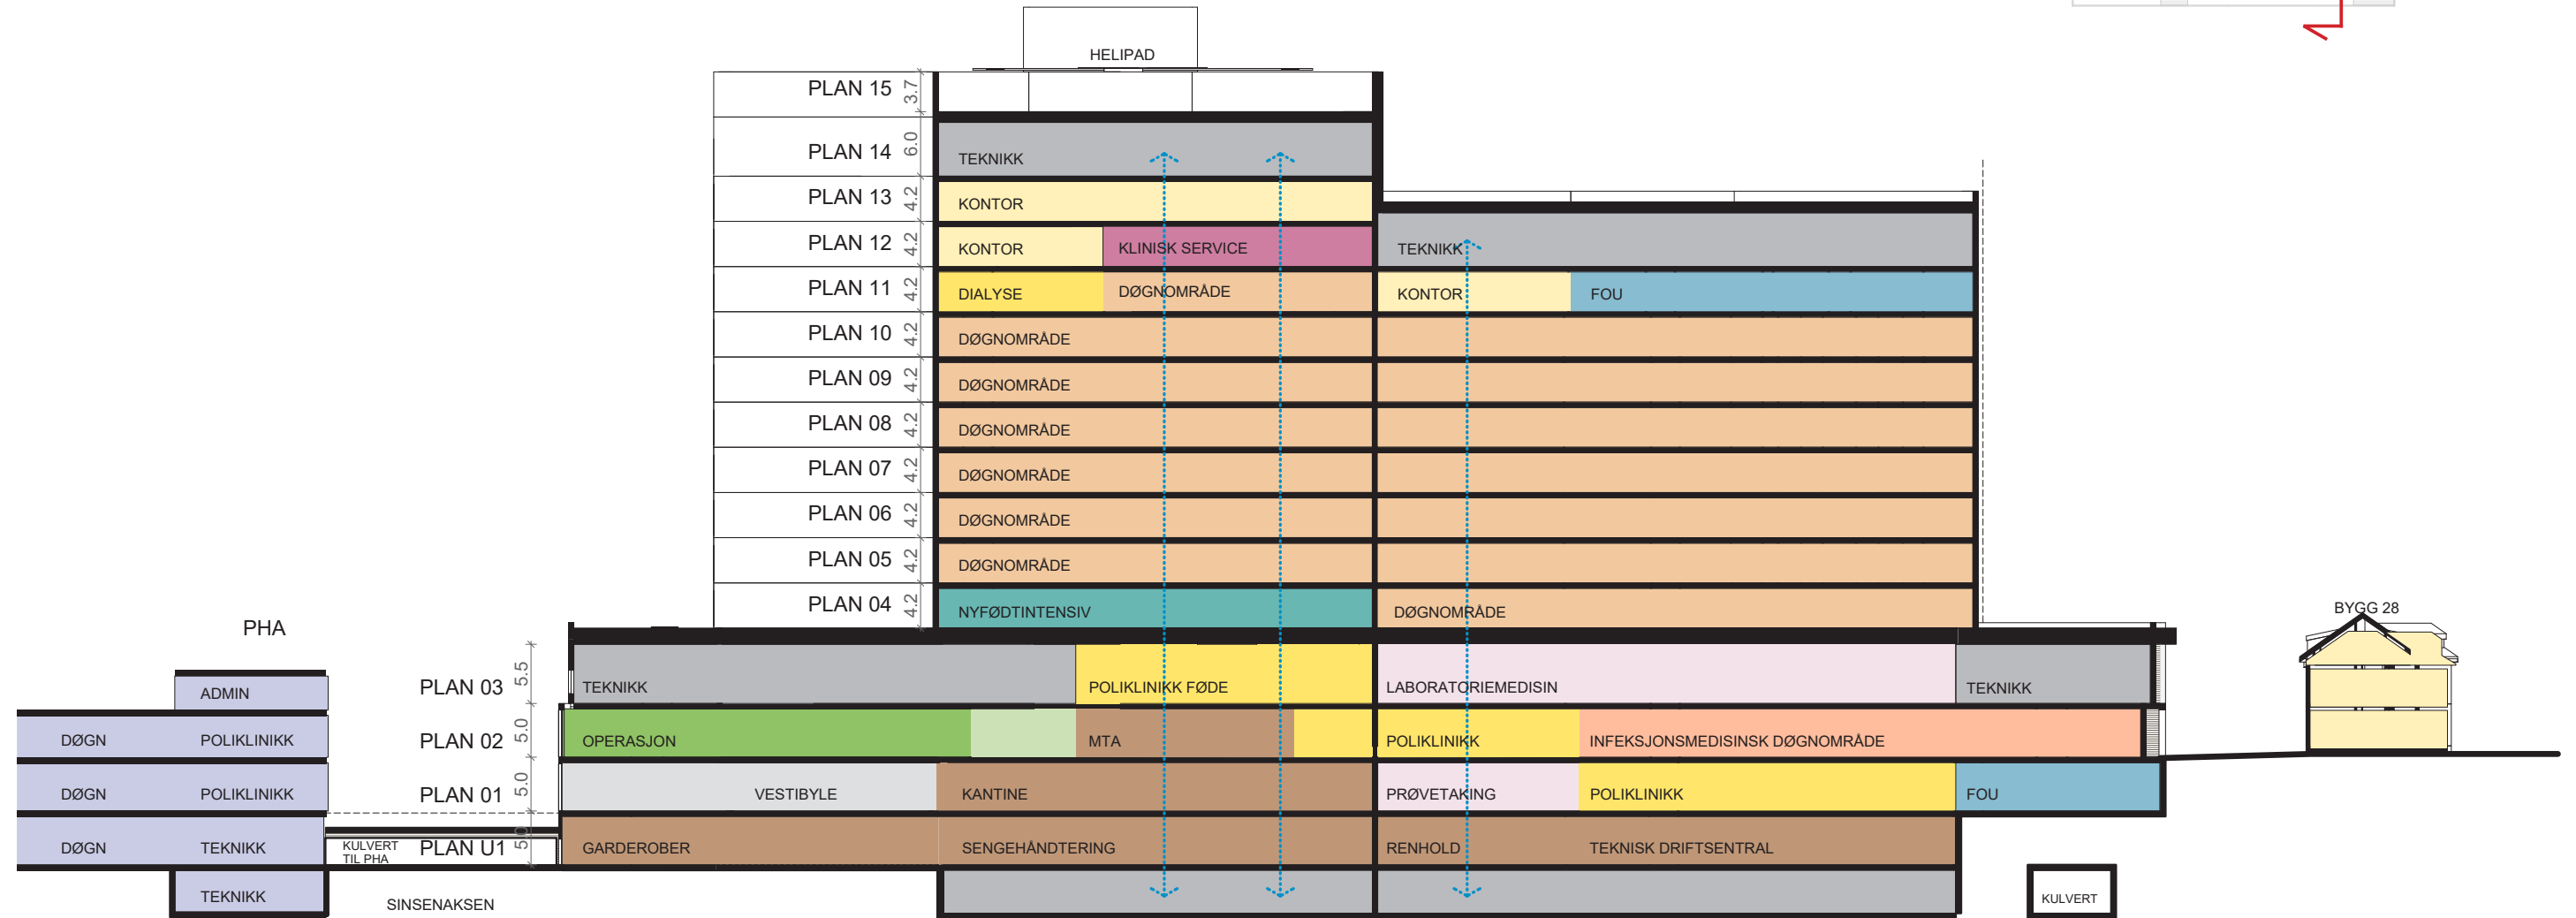 HELIPAD
PLAN 15 3.7
PLAN 14 6.0 TEKNIKK
PLAN 13 4.2 KONTOR
PLAN 12 4.2 KONTOR KLINISK SERVICE TEKNIKK
PLAN 11 4.2 DIALYSE DØGNOMRÅDE KONTOR FOU
PLAN 10 4.2 DØGNOMRÅDE
PLAN 09 4.2 DØGNOMRÅDE
PLAN 08 4.2 DØGNOMRÅDE
PLAN 07 4.2 DØGNOMRÅDE
PLAN 06 4.2 DØGNOMRÅDE
PLAN 05 4.2 DØGNOMRÅDE
PLAN 04 4.2 NYFØDTINTENSIV DØGNOMRÅDE
BYGG 28
PHA
ADMIN PLAN 03 5.5 TEKNIKK POLIKLINIKK FØDE LABORATORIEMEDISIN TEKNIKK
DØGN POLIKLINIKK PLAN 02 5.0 OPERASJON MTA POLIKLINIKK INFEKSJONSMEDISINSK DØGNOMRÅDE
DØGN POLIKLINIKK PLAN 01 5.0 VESTIBYLE KANTINE PRØVETAKING POLIKLINIKK FOU
DØGN TEKNIKK KULVERT PLAN U1 5.0 GARDEROBER SENGEHÅNDTERING RENHOLD TEKNISK DRIFTSENTRAL
TIL PHA
TEKNIKK SINSENAKSEN KULVERT